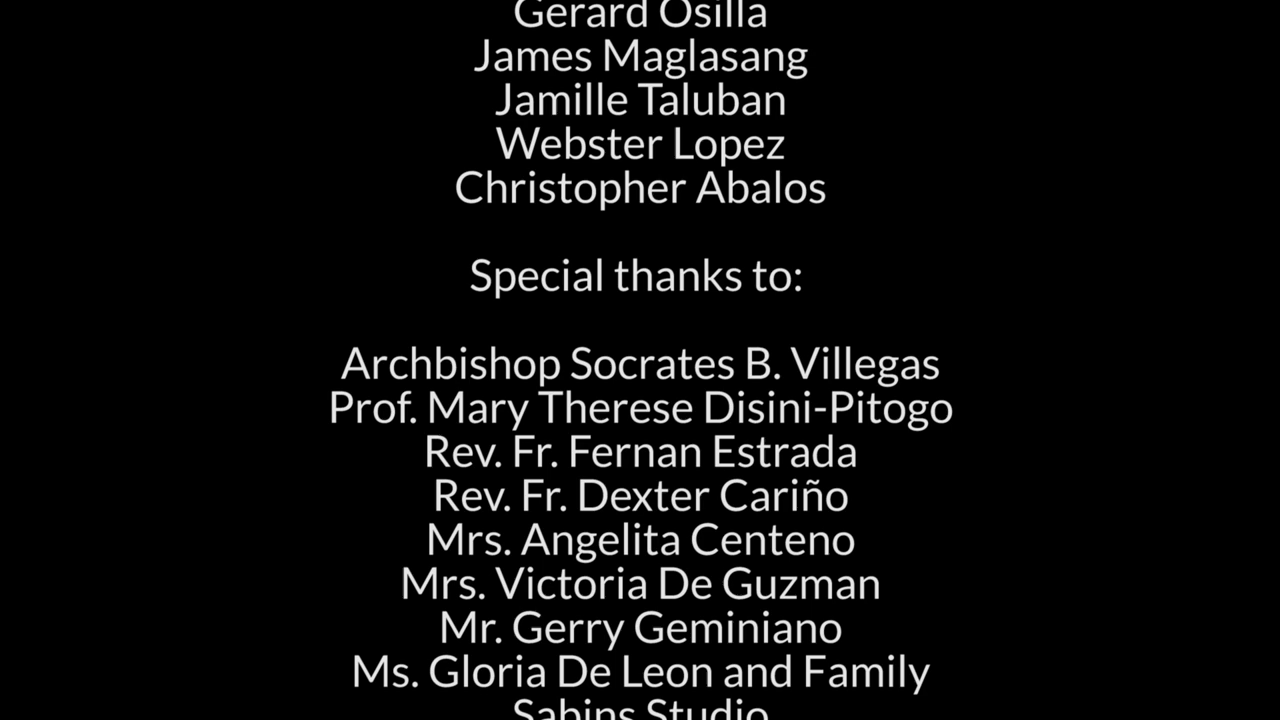 Gerard Osilla
James Maglasang
Jamille Taluban
Webster Lopez
Christopher Abalos
Special thanks to:
Archbishop Socrates B. Villegas
Prof. Mary Therese Disini-Pitogo
Rev. Fr. Fernan Estrada
Rev. Fr. Dexter Cariño
Mrs. Angelita Centeno
Mrs. Victoria De Guzman
Mr. Gerry Geminiano
Ms. Gloria De Leon and Family
Sabins Studio